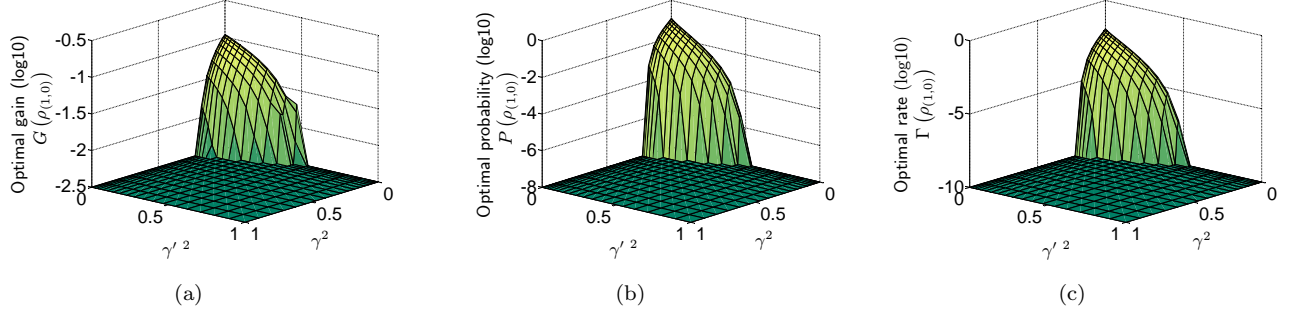 Optimal gain (log10)
G (ρ(1,0))
-0.5
-1
-1.5
-2
-2.5
0
0.5
1
1
0.5
0
γ′ 2
γ2
(a)
Optimal probability (log10)
P (ρ(1,0))
0
-2
-4
-6
-8
0
0.5
1
1
0.5
0
γ′ 2
γ2
(b)
Optimal rate (log10)
Γ (ρ(1,0))
0
-5
-10
0
0.5
1
1
0.5
0
γ′ 2
γ2
(c)